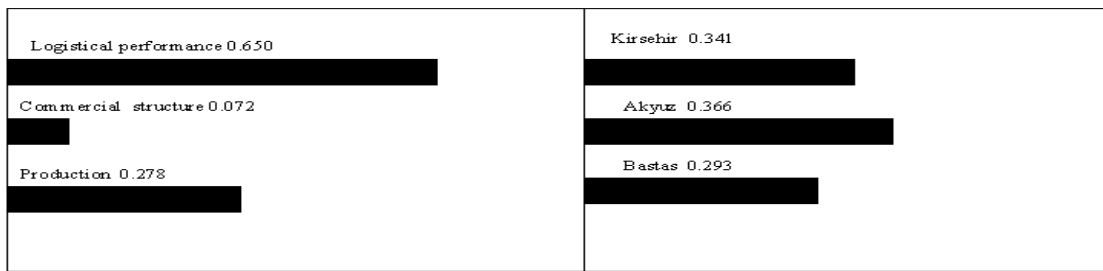 Logistical performance 0.650
Commercial structure 0.072
Production 0.278
Kirsehir 0.341
Akyuz 0.366
Bastas 0.293